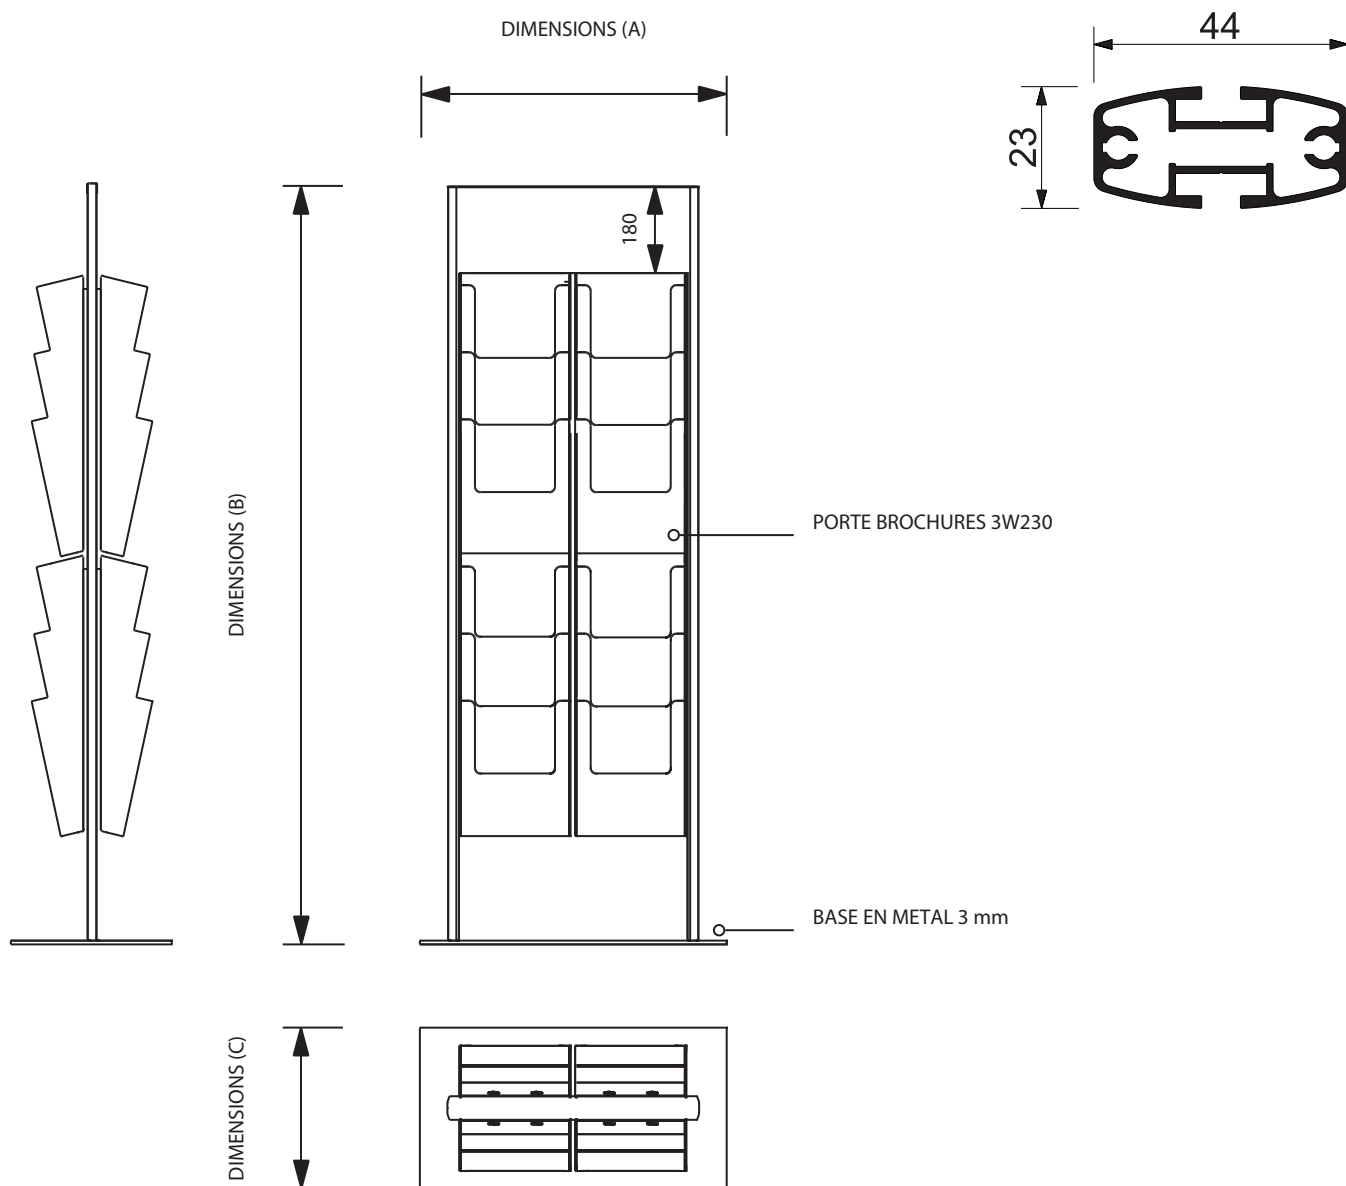 DIMENSIONS (A)
44
23
180
DIMENSIONS (B)
PORTE BROCHURES 3W230
BASE EN METAL 3 mm
DIMENSIONS (C)